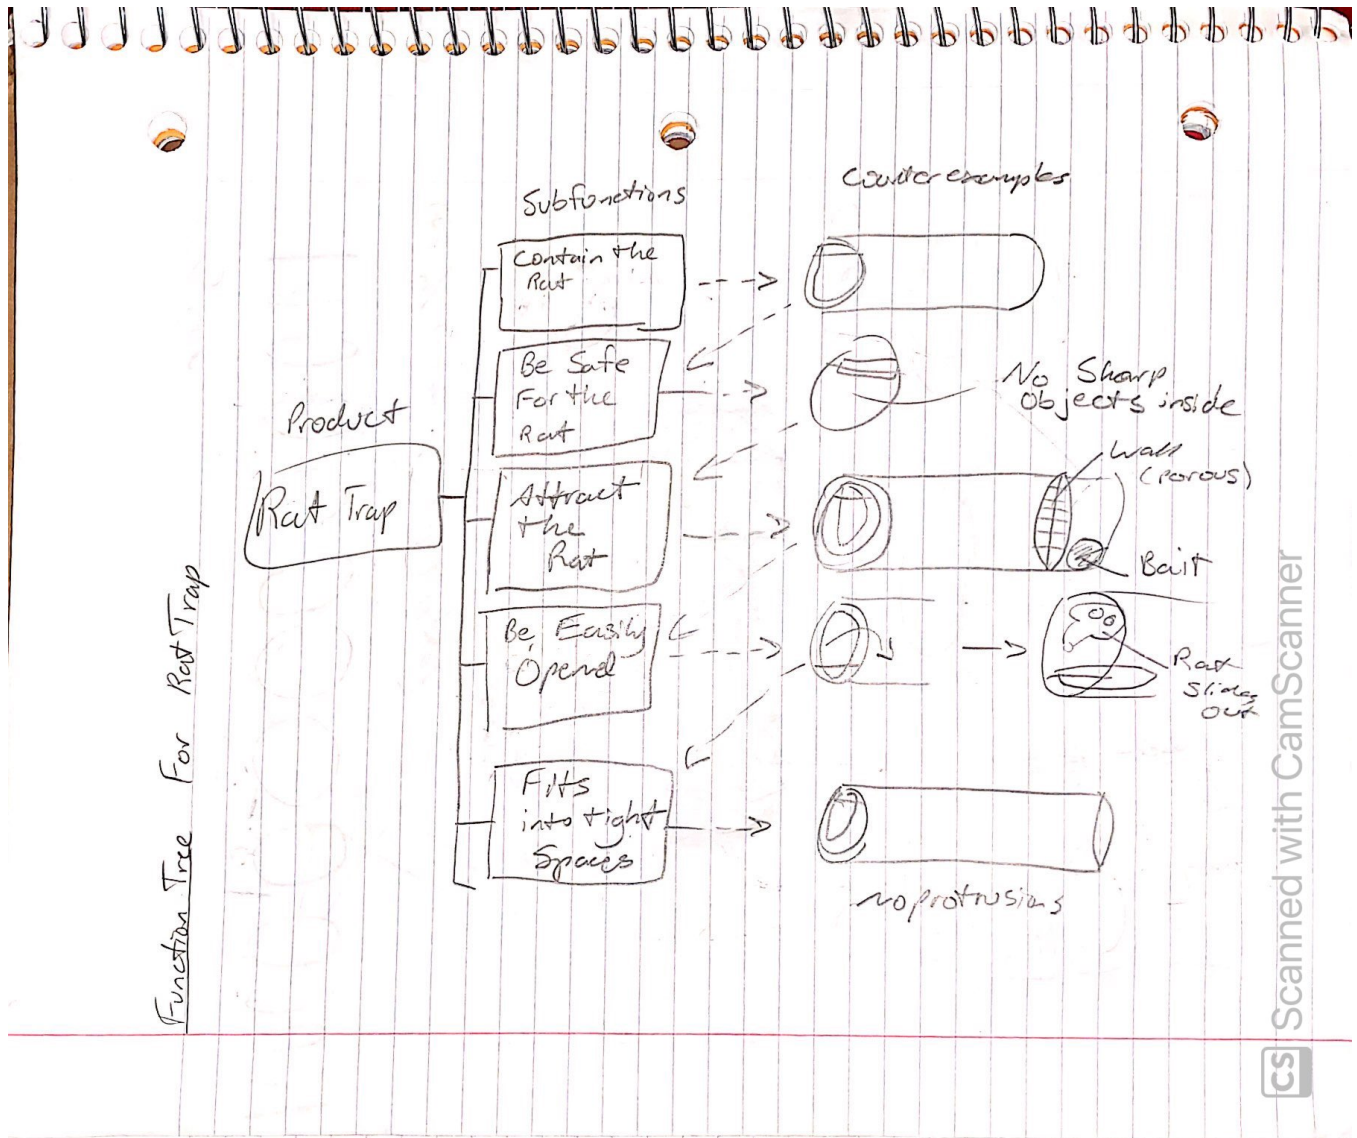 Function Tree For Rat Trap
Product
Rat Trap
Subfunctions
Contain the
Rat
Be Safe
For the
Rat
Attract
the
Rat
Be Easily
Opened
Fits
into tight
Spaces
Counter examples
No Sharp
Objects inside
Wall
(porous)
Bait
Rat
Slides
Out
No protrusions
CS Scanned with CamScanner